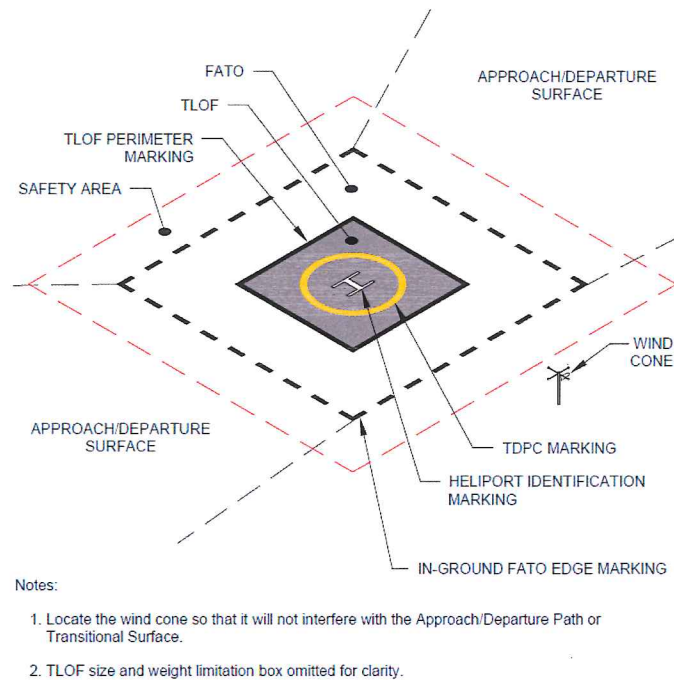 FATO
APPROACH/DEPARTURE
SURFACE
TLOF
TLOF PERIMETER
MARKING
SAFETY AREA
H
WIND
CONE
APPROACH/DEPARTURE
SURFACE
TDPC MARKING
HELIPORT IDENTIFICATION
MARKING
IN-GROUND FATO EDGE MARKING
Notes:
1. Locate the wind cone so that it will not interfere with the Approach/Departure Path or
Transitional Surface.
2. TLOF size and weight limitation box omitted for clarity.